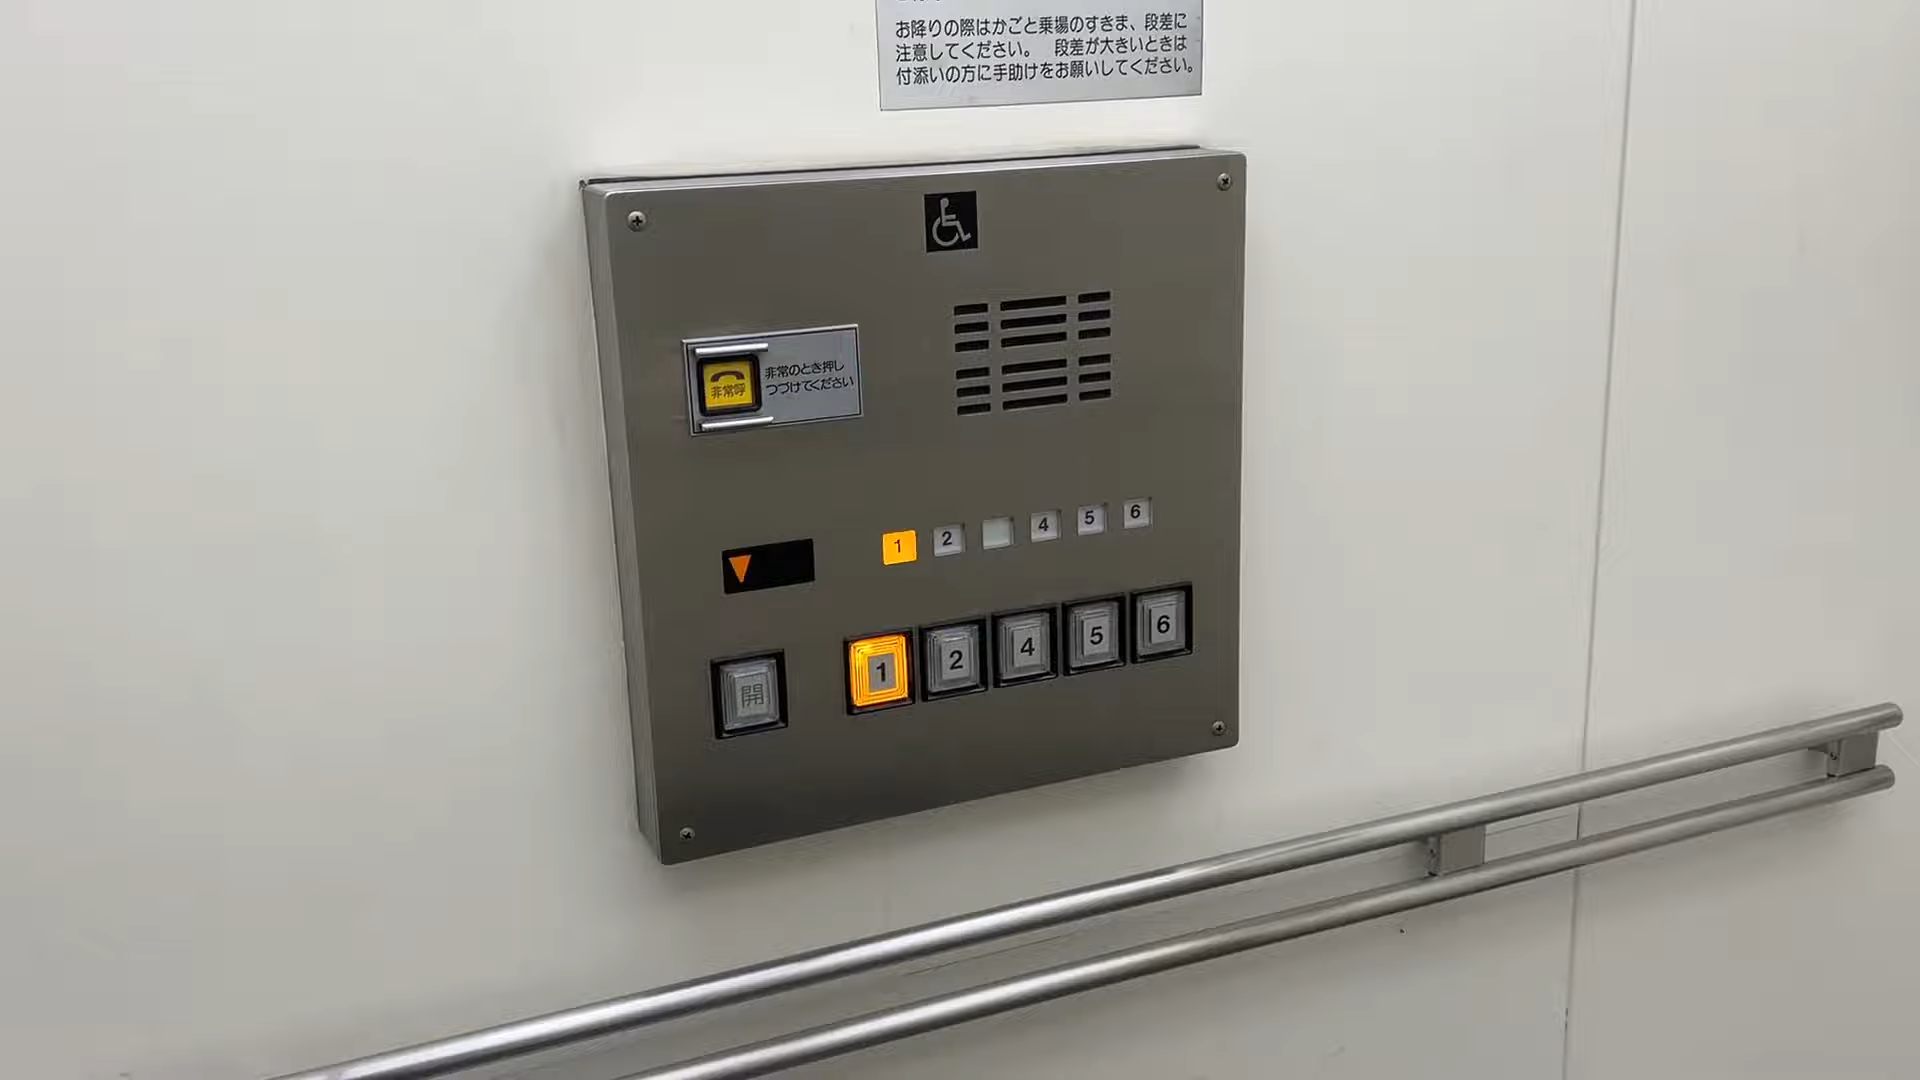 お降りの際はかごと乗場のすきま、段差に
注意してください。　段差が大きいときは
付添いの方に手助けをお願いしてください。
非常呼
非常のとき押し
つづけてください
1 2 4 5 6
開
1 2 4 5 6